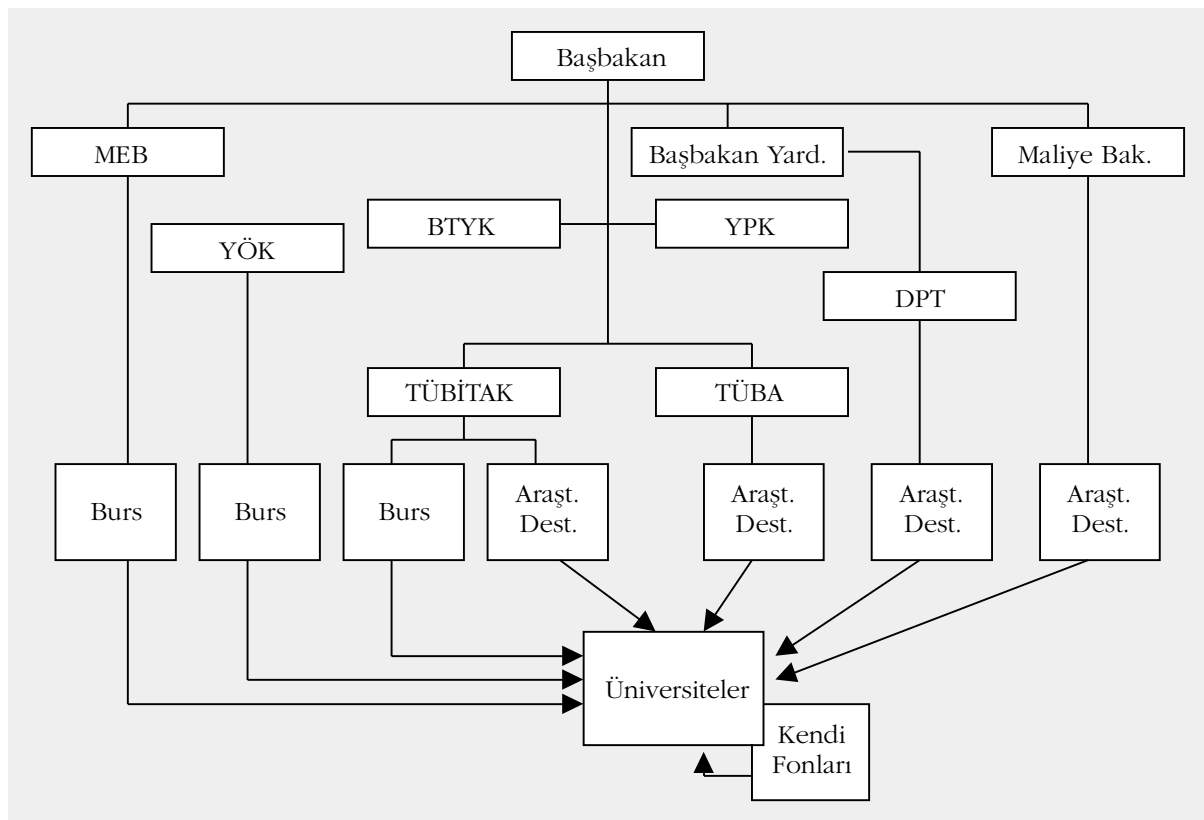 Başbakan
MEB
Başbakan Yard.
Maliye Bak.
BTYK
YPK
YÖK
DPT
TÜBİTAK
TÜBA
Burs
Burs
Burs
Araşt.
Dest.
Araşt.
Dest.
Araşt.
Dest.
Araşt.
Dest.
Üniversiteler
Kendi
Fonları